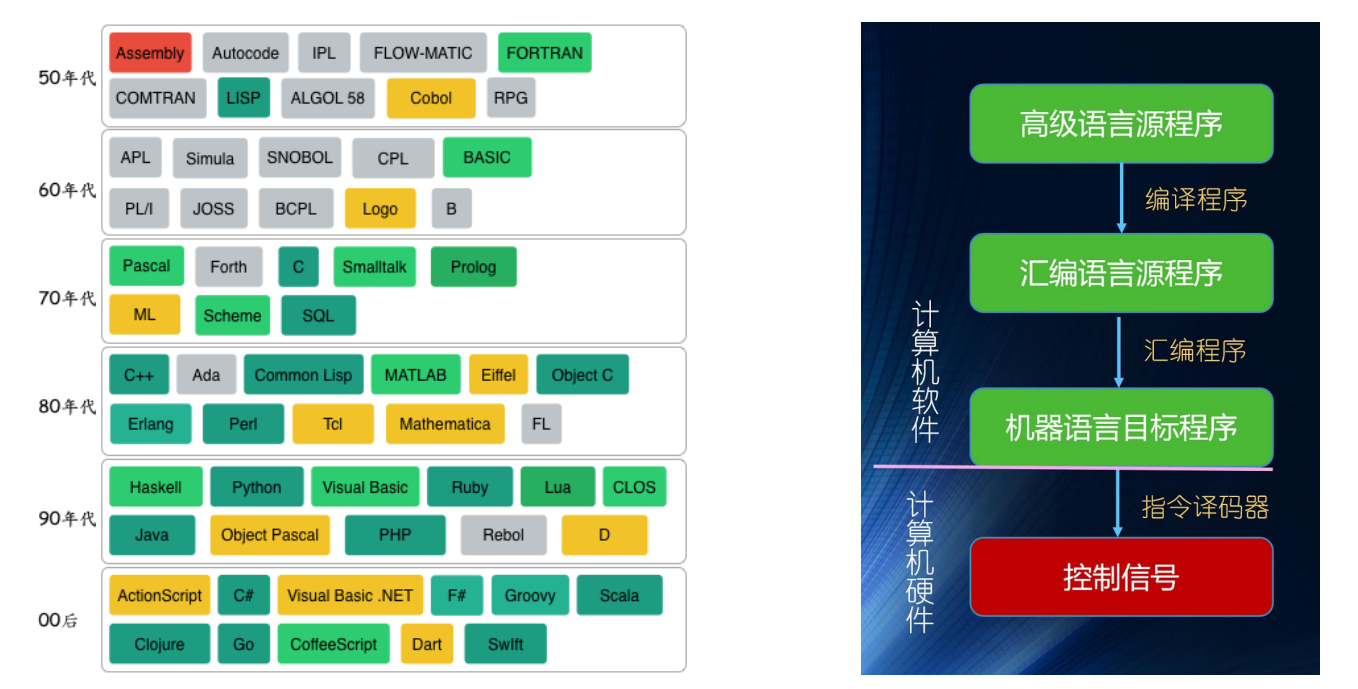 50年代
Assembly Autocode IPL FLOW-MATIC FORTRAN
COMTRAN LISP ALGOL 58 Cobol RPG
60年代
APL Simula SNOBOL CPL BASIC
PL/I JOSS BCPL Logo B
70年代
Pascal Forth C Smalltalk Prolog
ML Scheme SQL
80年代
C++ Ada Common Lisp MATLAB Eiffel Object C
Erlang Perl Tcl Mathematica FL
90年代
Haskell Python Visual Basic Ruby Lua CLOS
Java Object Pascal PHP Rebol D
00后
ActionScript C# Visual Basic .NET F# Groovy Scala
Clojure Go CoffeeScript Dart SwIft
高级语言源程序
编译程序
汇编语言源程序
汇编程序
机器语言目标程序
指令译码器
控制信号
计算机软件
计算机硬件